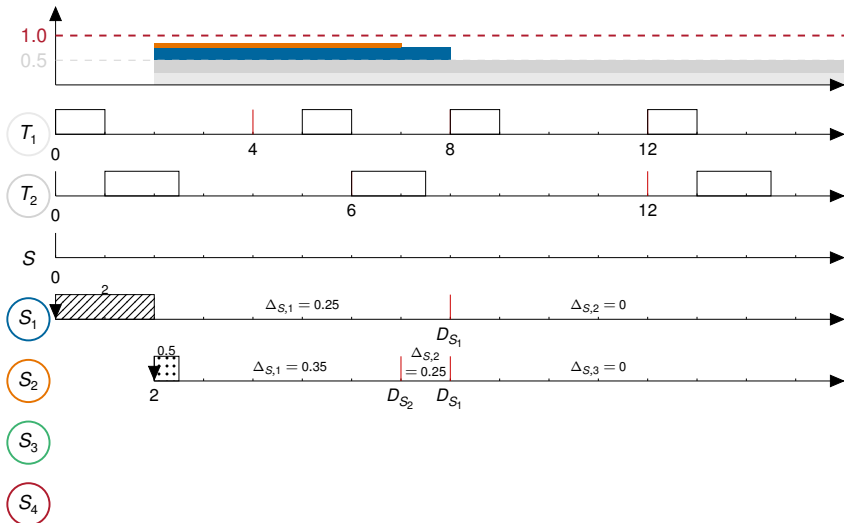 1.0
0.5
T1
0 4 8 12
T2
0 6 12
S
0
2
S1 ΔS,1 = 0.25 ΔS,2 = 0
DS1
0.5 ΔS,2
S2 ΔS,1 = 0.35 = 0.25 ΔS,3 = 0
2 DS2 DS1
S3
S4